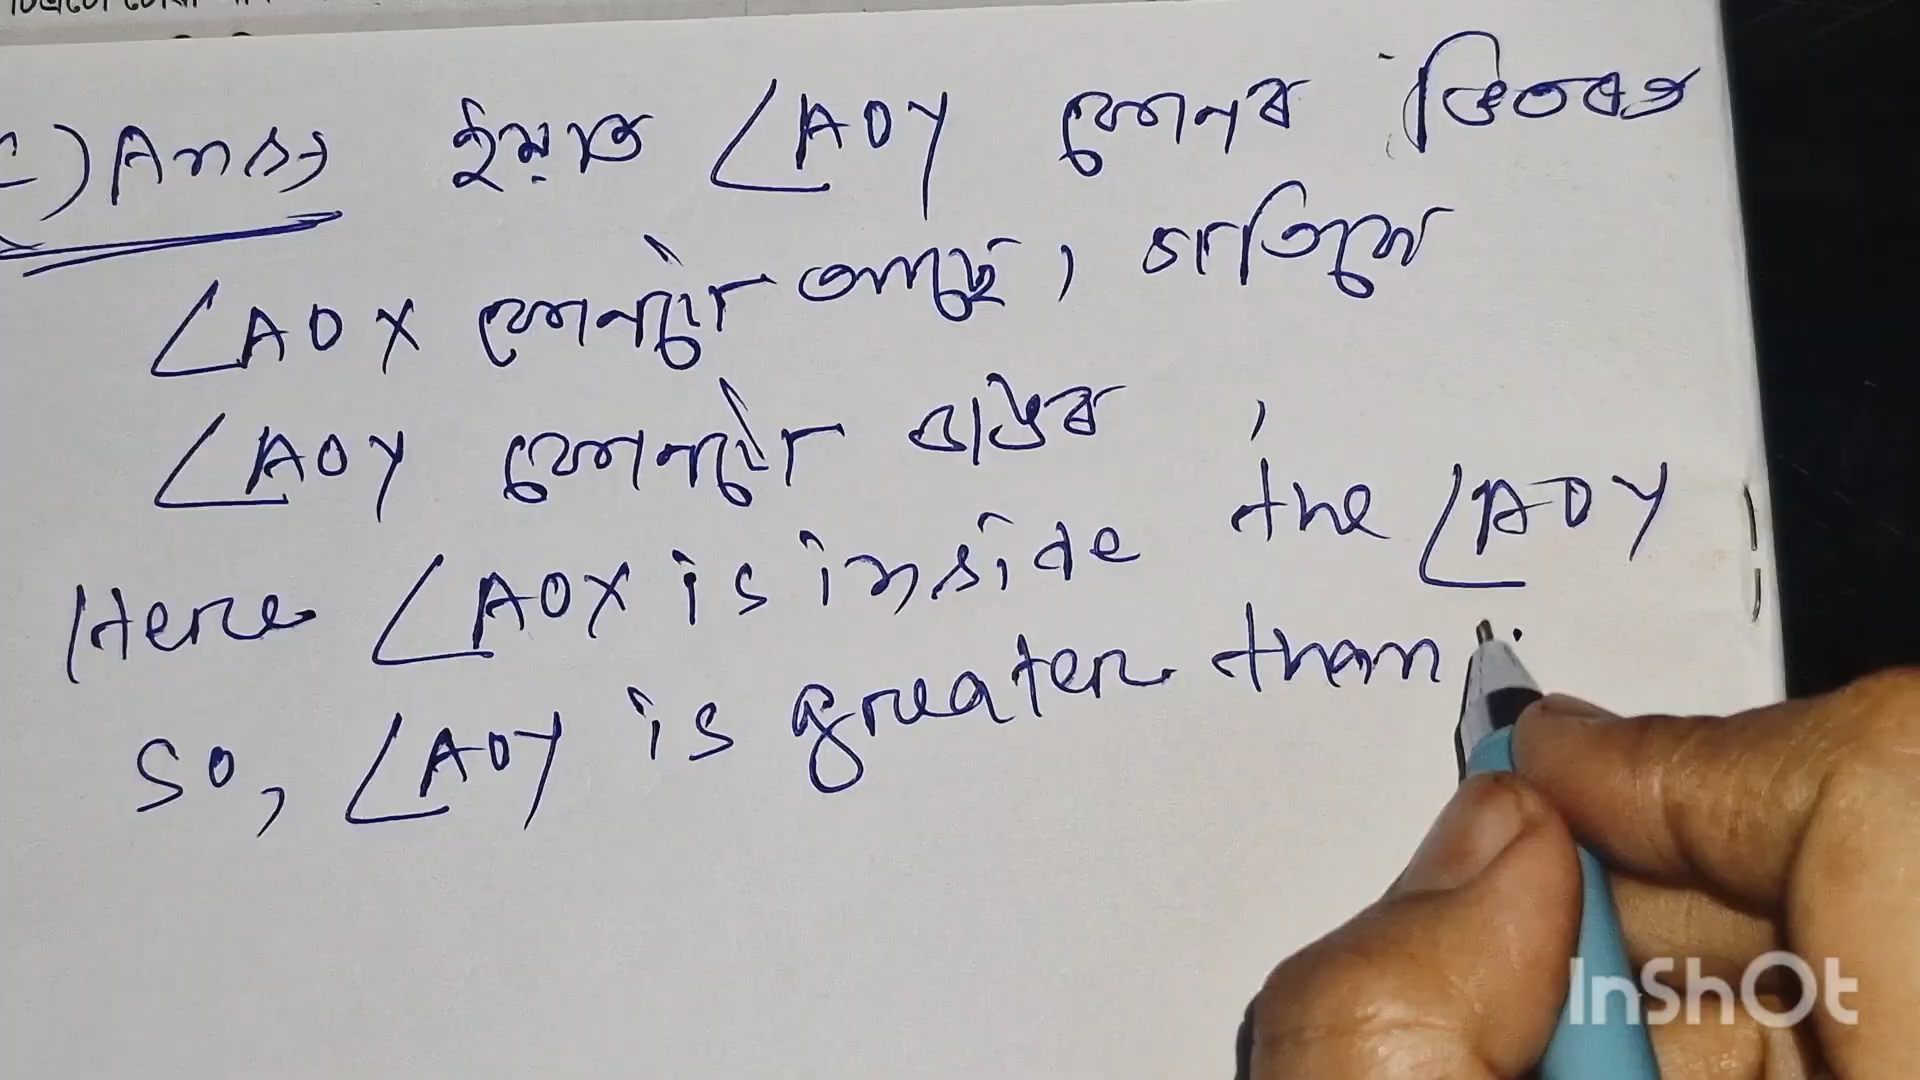 c) Ans: ইয়াত ∠AOY কোণৰ ভিতৰত
∠AOX কোণটো আছে, গতিকে
∠AOY কোণটো ডাঙৰ,
Here ∠AOX is inside the ∠AOY
so, ∠AOY is greater than
InShOt